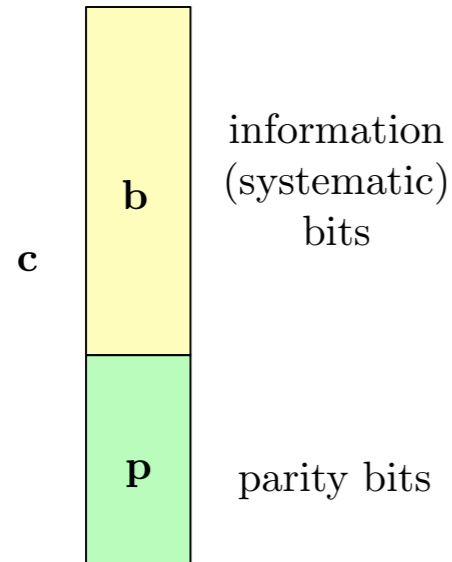 information
(systematic)
b
bits
c
p
parity bits